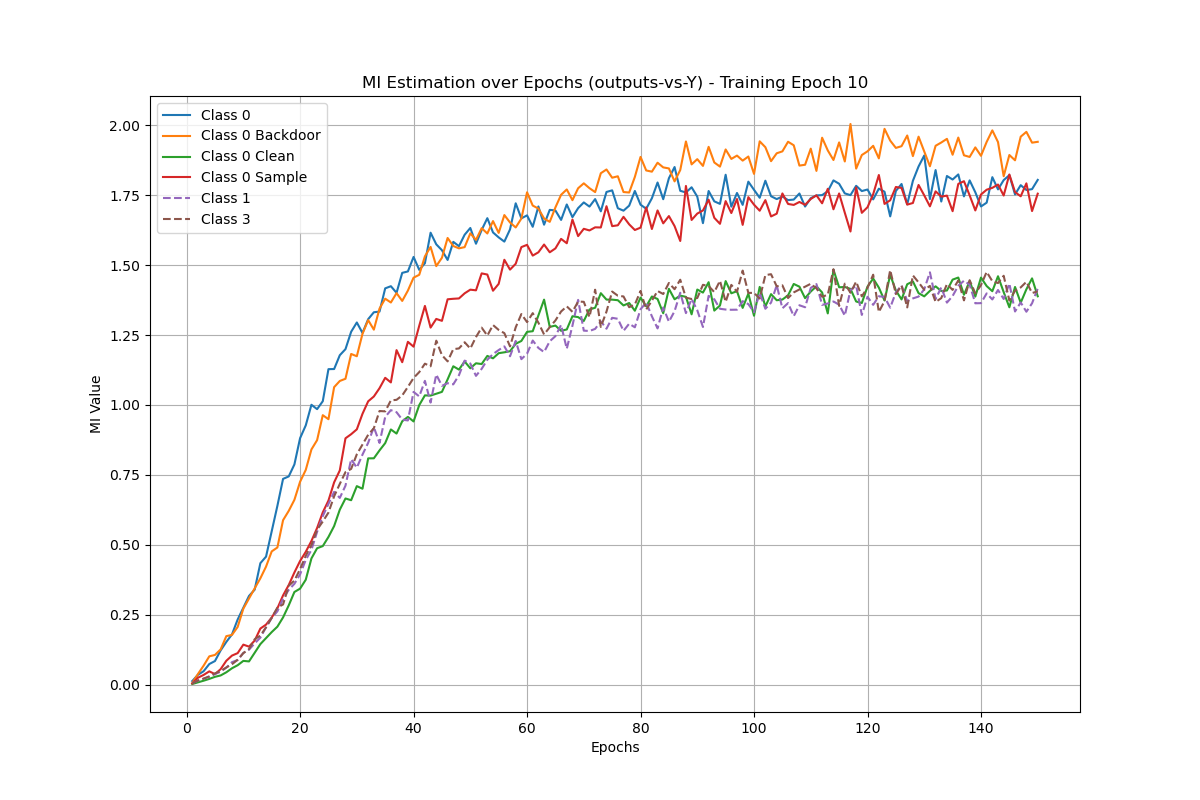 MI Estimation over Epochs (outputs-vs-Y) - Training Epoch 10
Class 0
Class 0 Backdoor
Class 0 Clean
Class 0 Sample
Class 1
Class 3
MI Value
2.00
1.75
1.50
1.25
1.00
0.75
0.50
0.25
0.00
0 20 40 60 80 100 120 140
Epochs